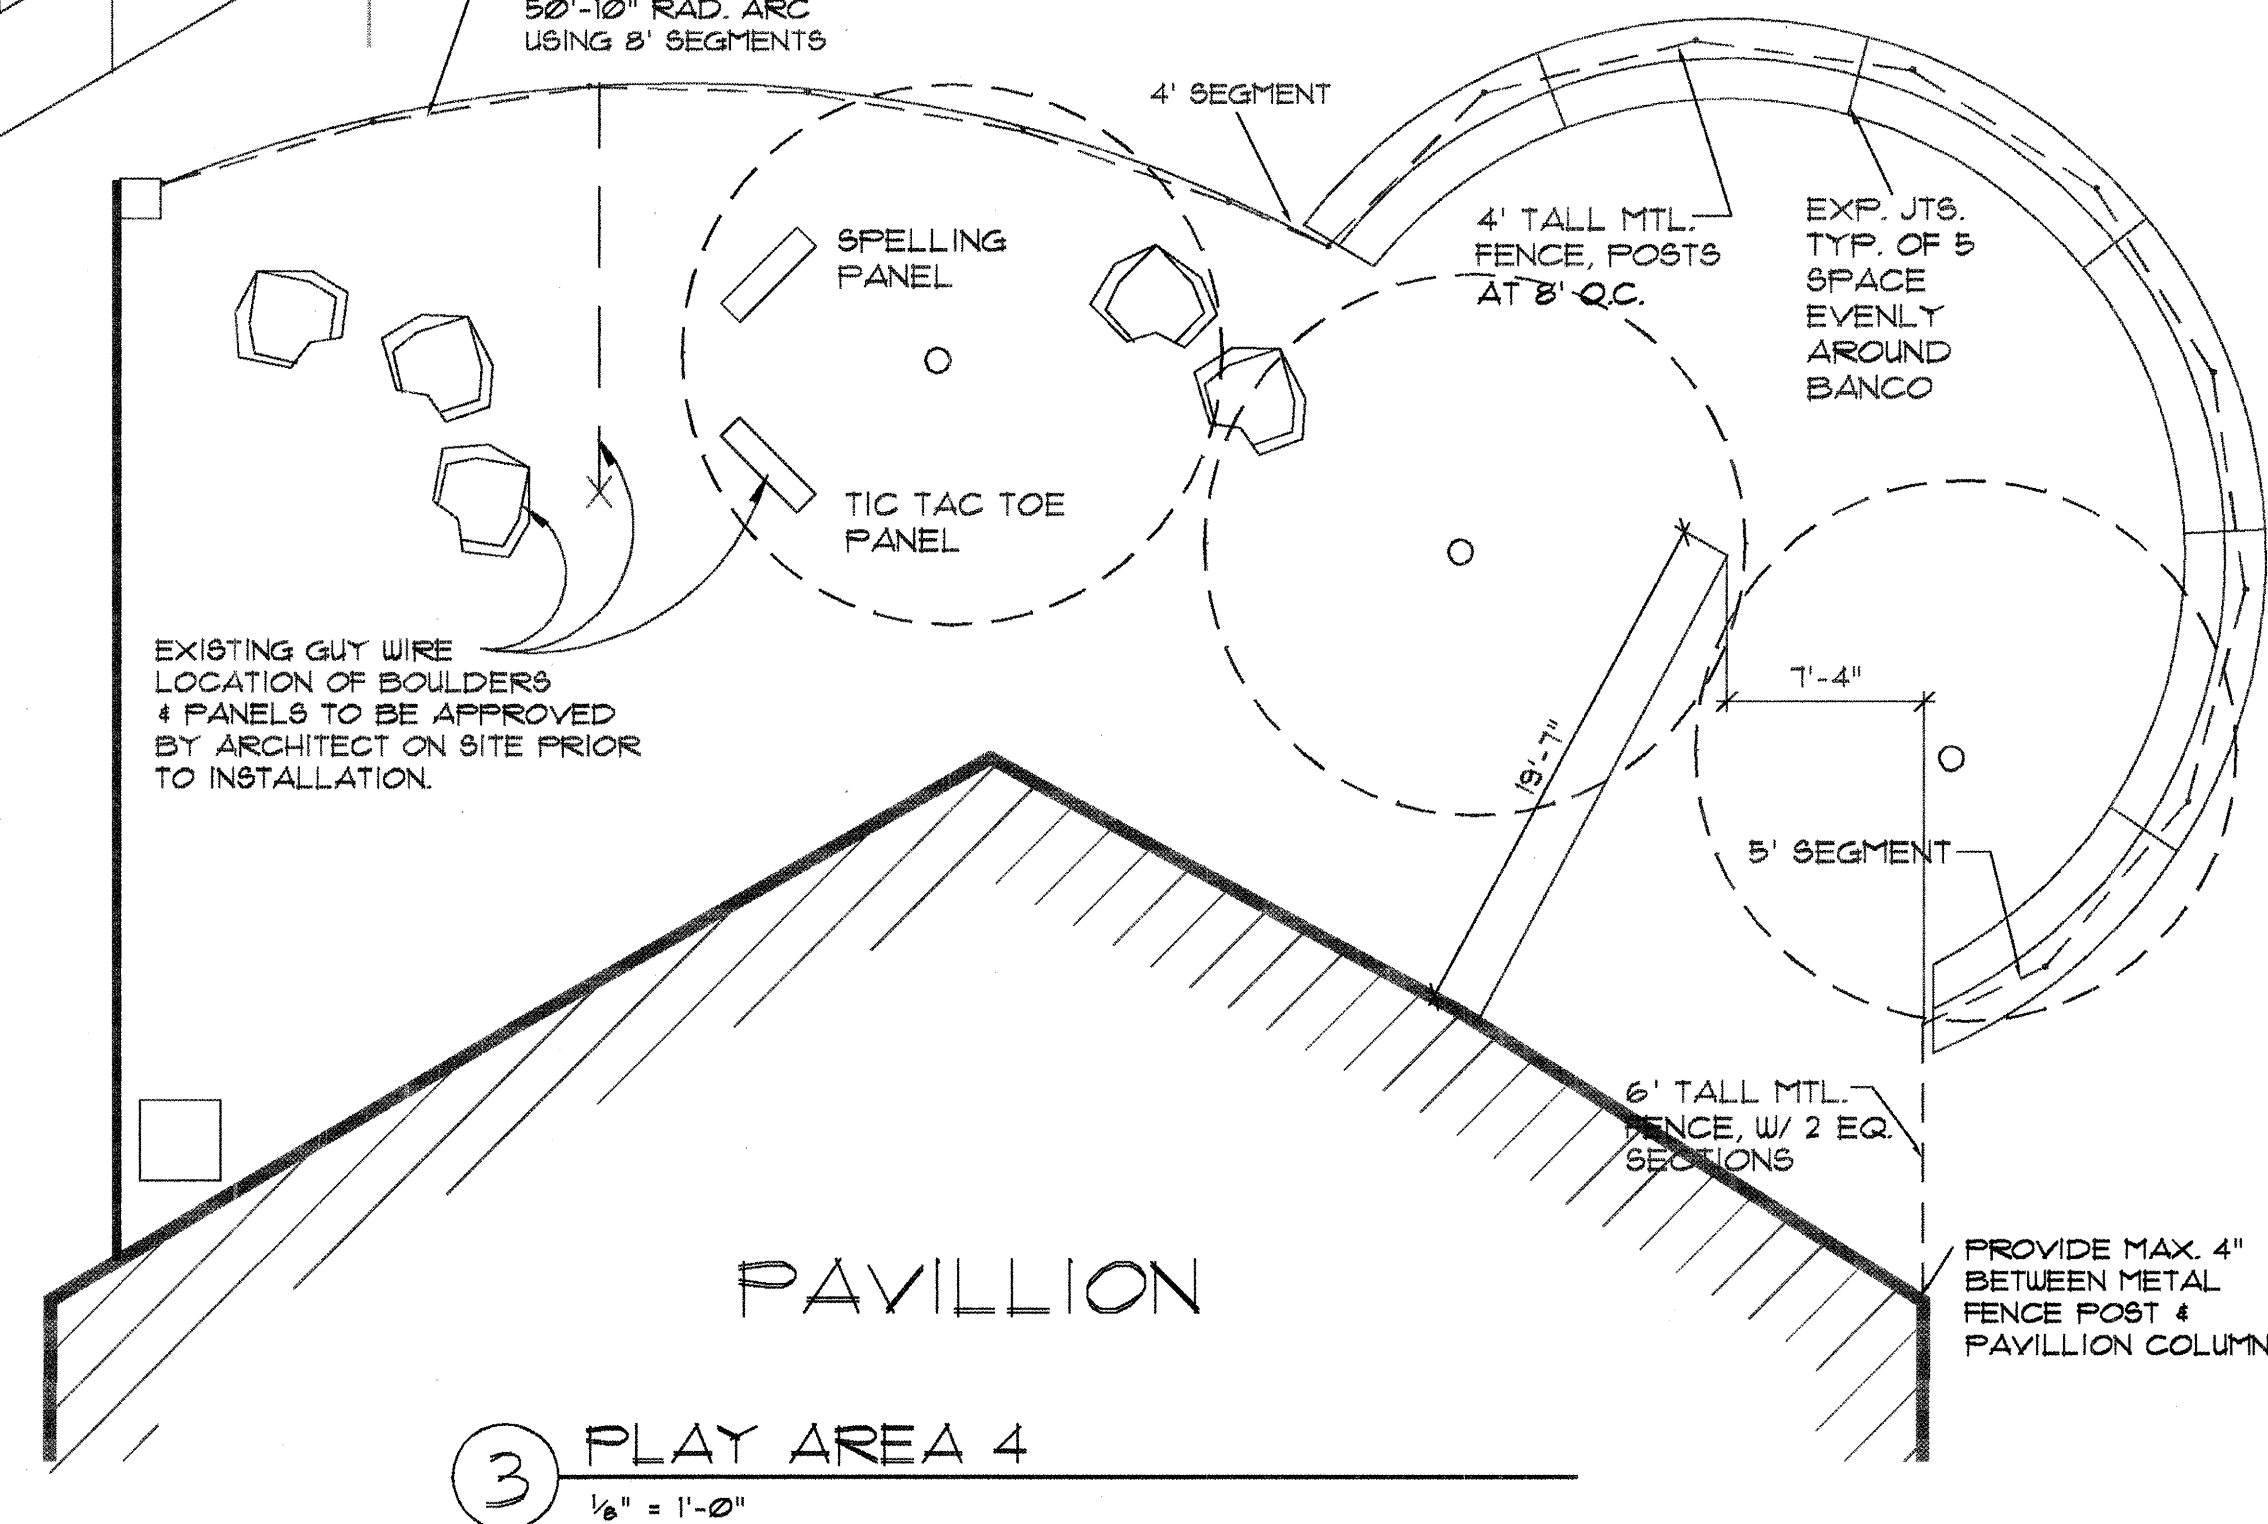 50'-10" RAD. ARC
USING 8' SEGMENTS
4' SEGMENT
4' TALL MTL.
FENCE, POSTS
AT 8' O.C.
EXP. JTS.
TYP. OF 5
SPACE
EVENLY
AROUND
BANCO
SPELLING
PANEL
TIC TAC TOE
PANEL
EXISTING GUY WIRE
LOCATION OF BOULDERS
& PANELS TO BE APPROVED
BY ARCHITECT ON SITE PRIOR
TO INSTALLATION.
7'-4"
19'-7"
5' SEGMENT
6' TALL MTL.
FENCE, W/ 2 EQ.
SECTIONS
PROVIDE MAX. 4"
BETWEEN METAL
FENCE POST &
PAVILLION COLUMN
PAVILLION
3
PLAY AREA 4
1/8" = 1'-0"